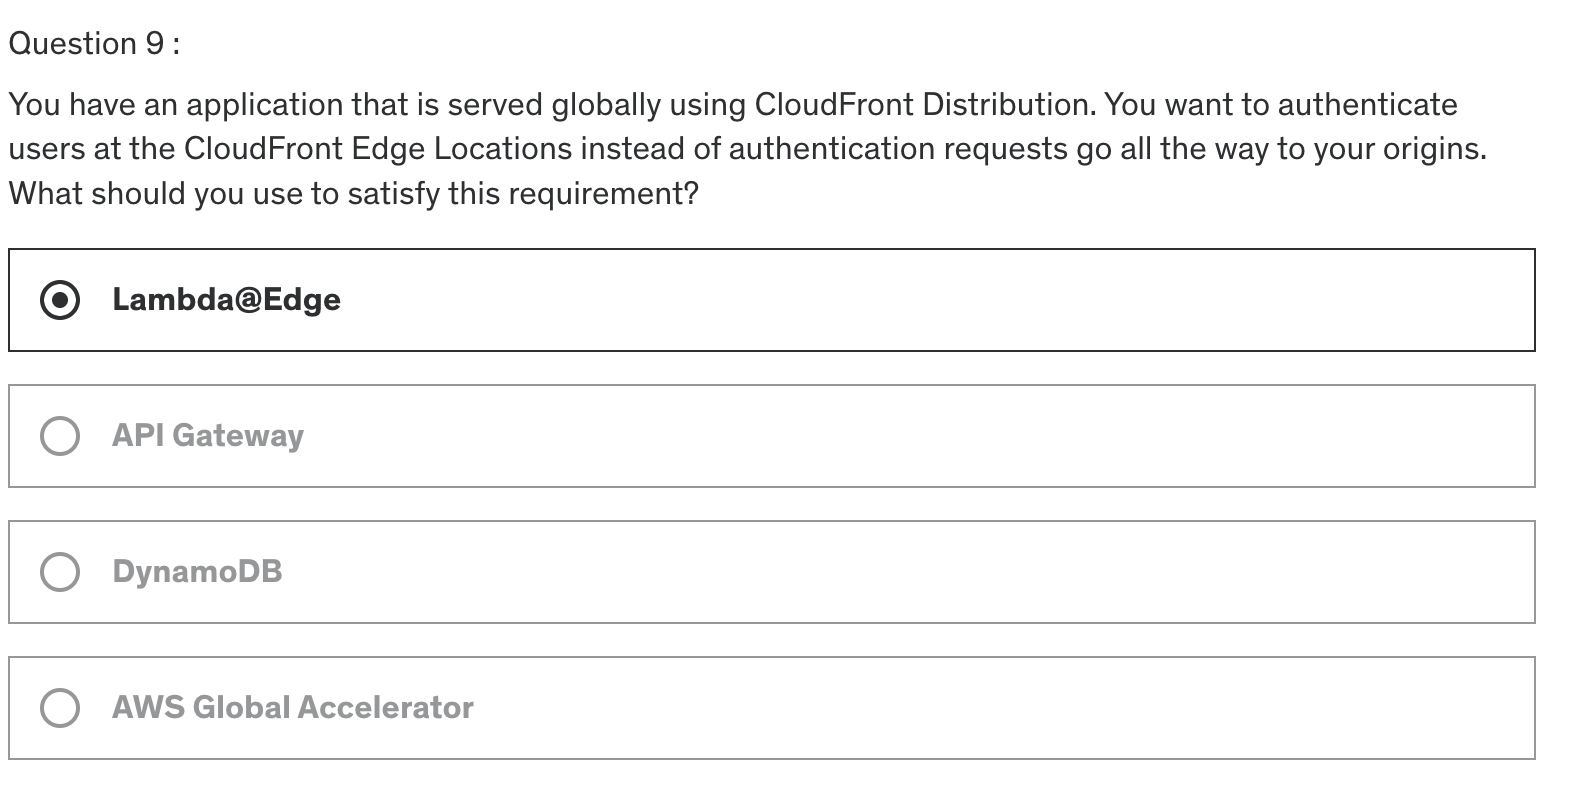 Question 9 :
You have an application that is served globally using CloudFront Distribution. You want to authenticate
users at the CloudFront Edge Locations instead of authentication requests go all the way to your origins.
What should you use to satisfy this requirement?
Lambda@Edge
API Gateway
DynamoDB
AWS Global Accelerator